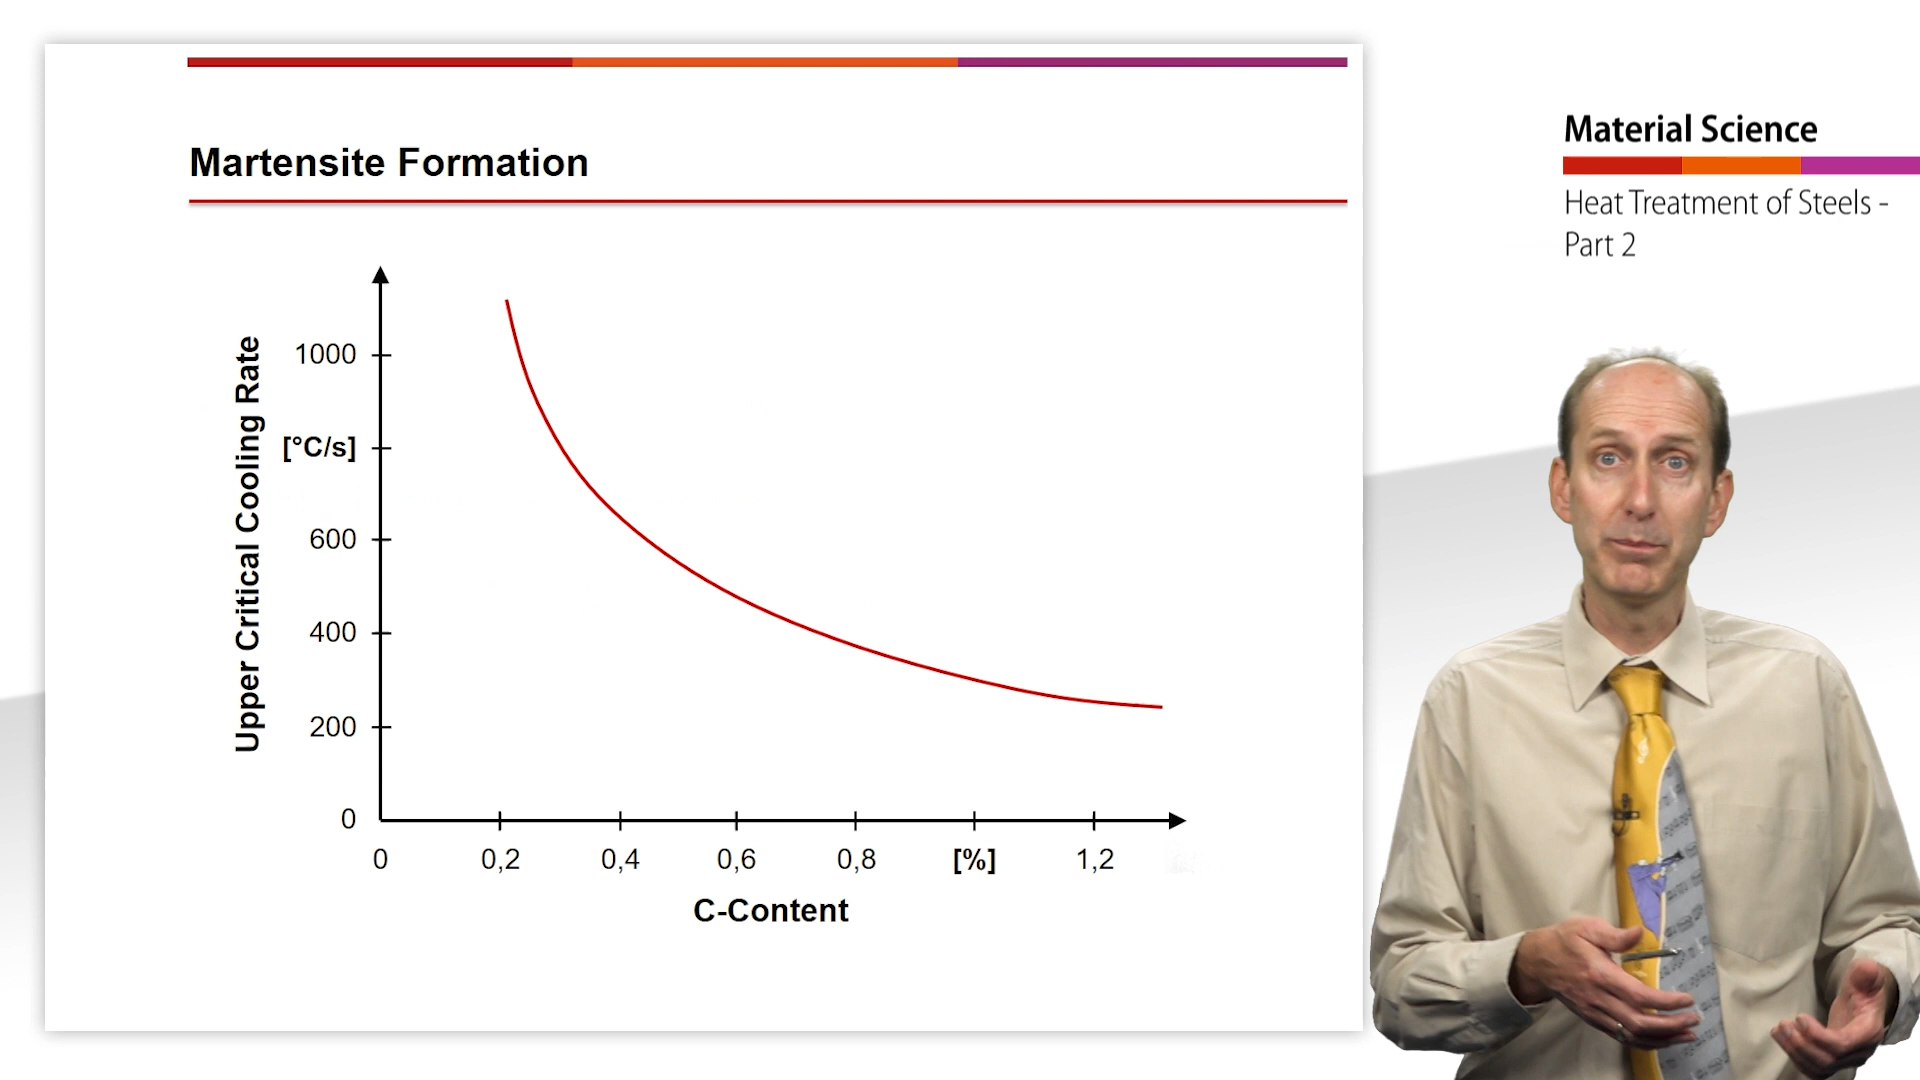 Martensite Formation
Upper Critical Cooling Rate
1000
[°C/s]
600
400
200
0
0 0,2 0,4 0,6 0,8 [%] 1,2
C-Content
Material Science
Heat Treatment of Steels -
Part 2